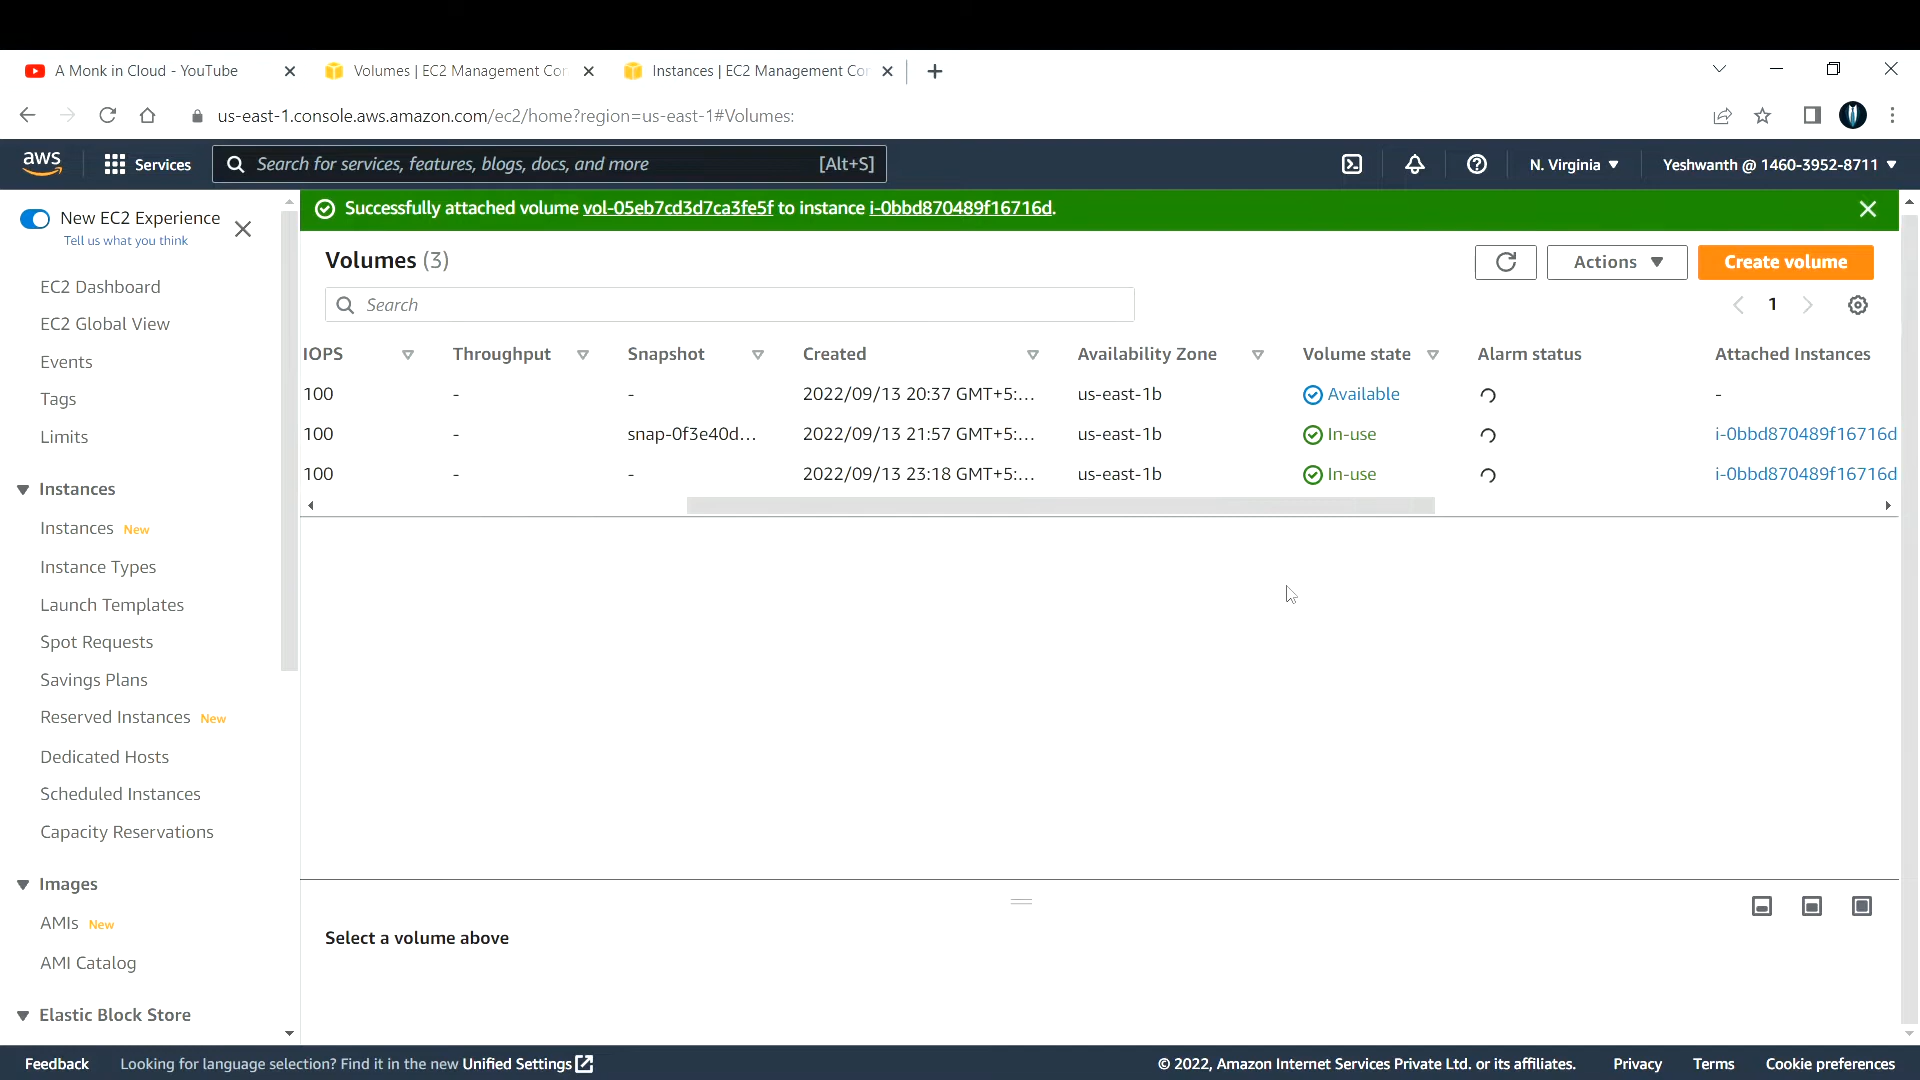 A Monk in Cloud - YouTube
Volumes | EC2 Management Con
Instances | EC2 Management Con
us-east-1.console.aws.amazon.com/ec2/home?region=us-east-1#Volumes:
aws
Services
Search for services, features, blogs, docs, and more
[Alt+S]
N. Virginia
Yeshwanth @ 1460-3952-8711
New EC2 Experience
Tell us what you think
EC2 Dashboard
EC2 Global View
Events
Tags
Limits
Instances
Instances New
Instance Types
Launch Templates
Spot Requests
Savings Plans
Reserved Instances New
Dedicated Hosts
Scheduled Instances
Capacity Reservations
Images
AMIs New
AMI Catalog
Elastic Block Store
Successfully attached volume vol-05eb7cd3d7ca3fe5f to instance i-0bbd870489f16716d.
Volumes (3)
Actions
Create volume
Search
1
IOPS Throughput Snapshot Created Availability Zone Volume state Alarm status Attached Instances
100 - - 2022/09/13 20:37 GMT+5:... us-east-1b Available -
100 - snap-0f3e40d... 2022/09/13 21:57 GMT+5:... us-east-1b In-use i-0bbd870489f16716d
100 - - 2022/09/13 23:18 GMT+5:... us-east-1b In-use i-0bbd870489f16716d
Select a volume above
Feedback
Looking for language selection? Find it in the new Unified Settings
© 2022, Amazon Internet Services Private Ltd. or its affiliates.
Privacy
Terms
Cookie preferences